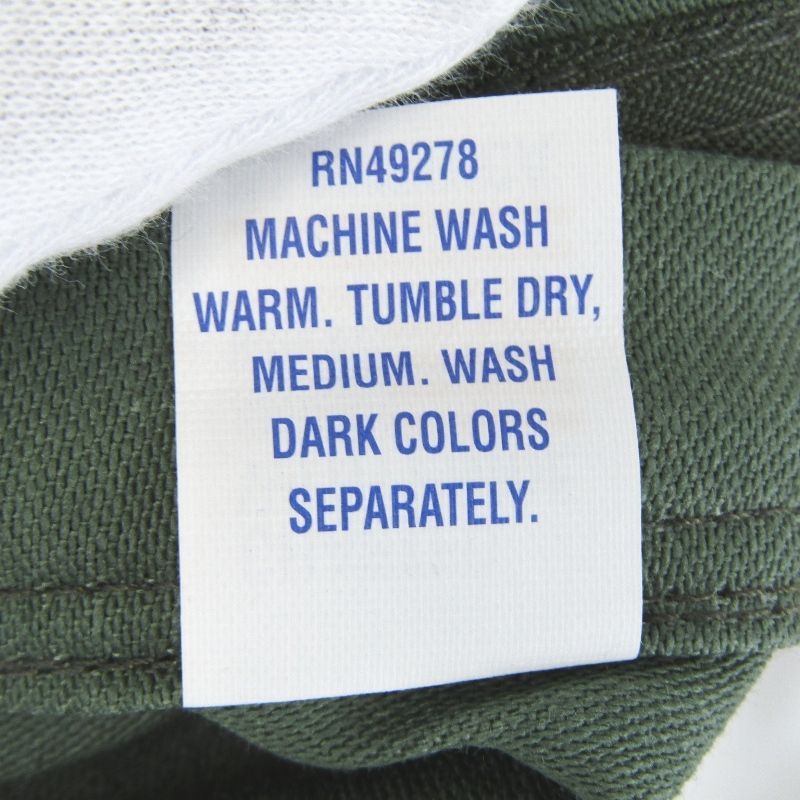 RN49278
MACHINE WASH
WARM. TUMBLE DRY,
MEDIUM. WASH
DARK COLORS
SEPARATELY.